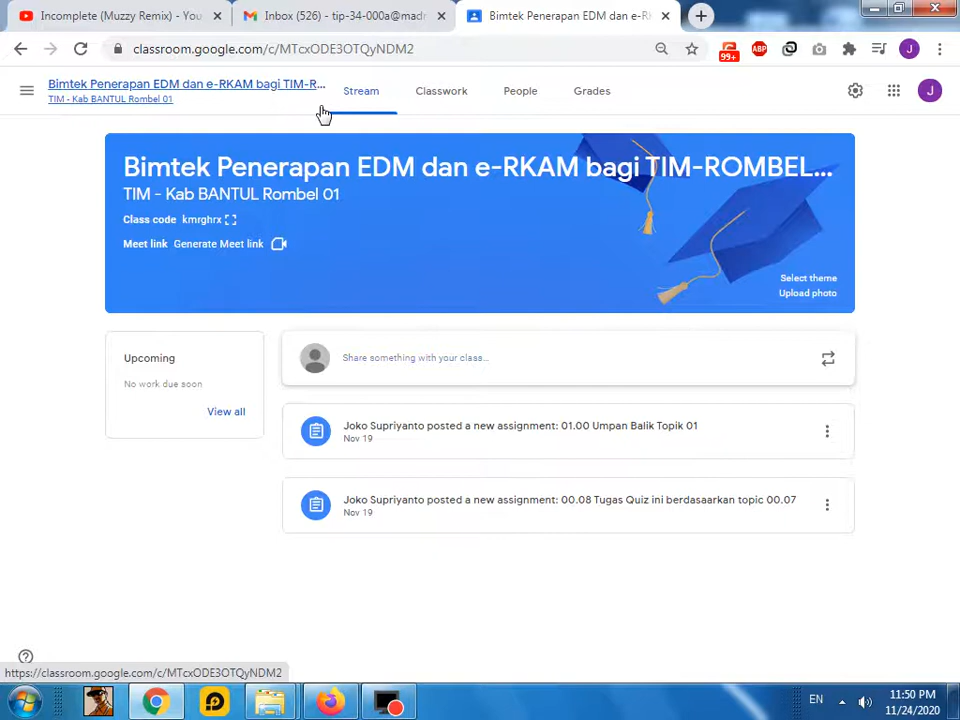 Incomplete (Muzzy Remix) - You
Inbox (526) - tip-34-000a@madr
Bimtek Penerapan EDM dan e-R
classroom.google.com/c/MTcxODE3OTQyNDM2
99+
ABP
J
Bimtek Penerapan EDM dan e-RKAM bagi TIM-R...
TIM - Kab BANTUL Rombel 01
Stream
Classwork
People
Grades
J
Bimtek Penerapan EDM dan e-RKAM bagi TIM-ROMBEL...
TIM - Kab BANTUL Rombel 01
Class code kmrghrx
Meet link Generate Meet link
Select theme
Upload photo
Upcoming
No work due soon
View all
Share something with your class...
Joko Supriyanto posted a new assignment: 01.00 Umpan Balik Topik 01
Nov 19
Joko Supriyanto posted a new assignment: 00.08 Tugas Quiz ini berdasaarkan topic 00.07
Nov 19
https://classroom.google.com/c/MTcxODE3OTQyNDM2
EN
11:50 PM
11/24/2020